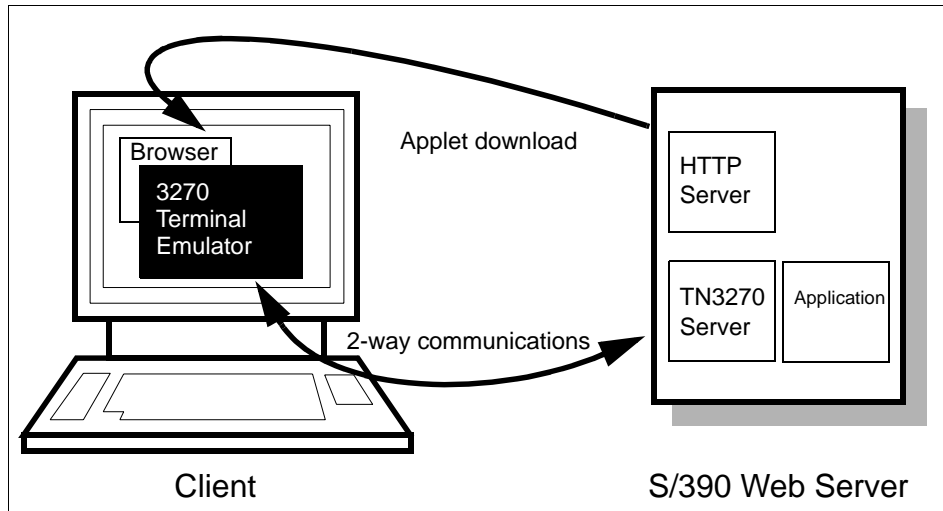 Browser
3270
Terminal
Emulator
Applet download
2-way communications
HTTP
Server
TN3270
Server
Application
Client
S/390 Web Server